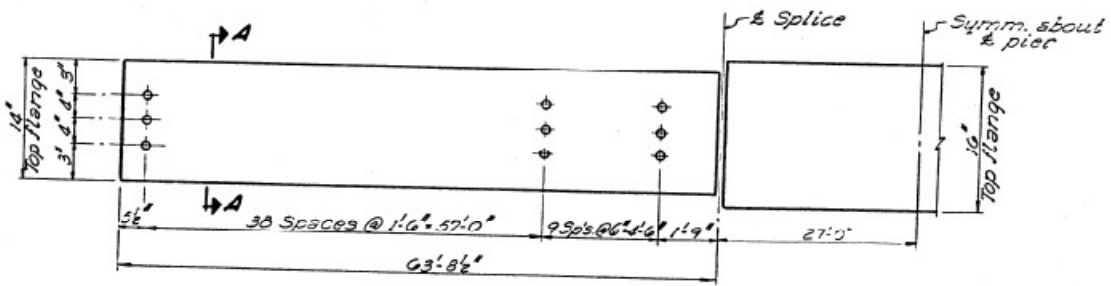 ℄ Splice
Symm. about
℄ pier
A
14"
Top flange
3" 4" 4" 3"
16"
Top flange
A
5½"
38 Spaces @ 1'-6"=57'-0"
9 Sp's.@6"=4'-6"
1'-9"
27'-0"
63'-8½"